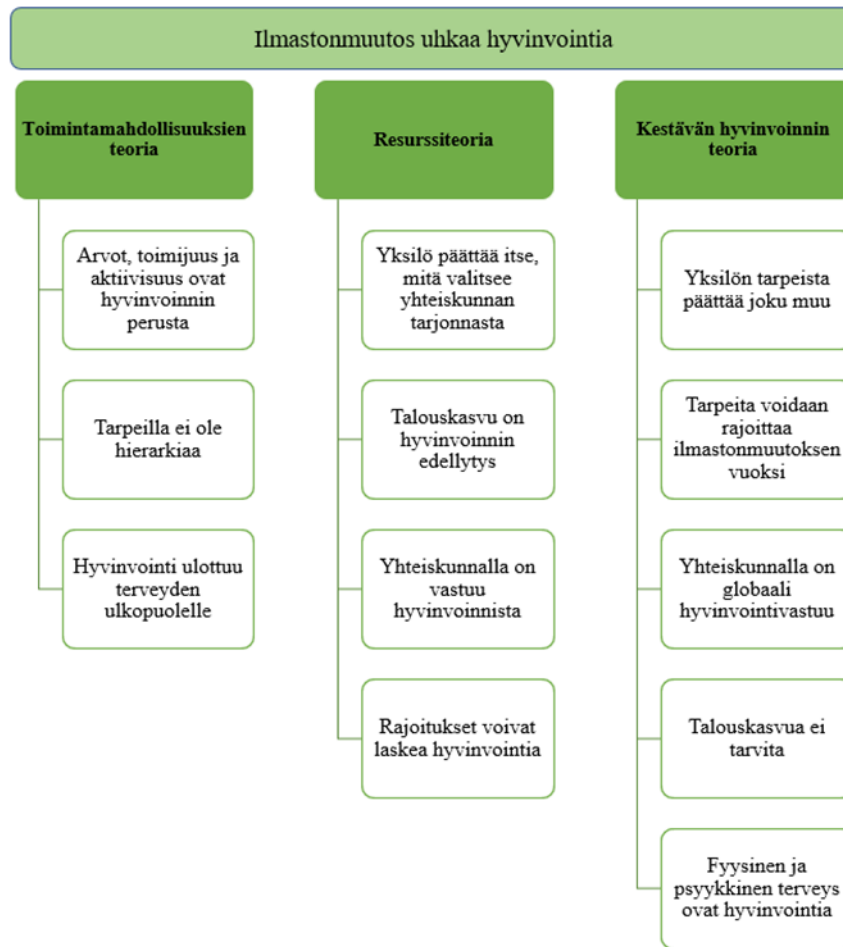 Ilmastonmuutos uhkaa hyvinvointia
Toimintamahdollisuuksien
teoria
Arvot, toimijuus ja
aktiivisuus ovat
hyvinvoinnin
perusta
Tarpeilla ei ole
hierarkiaa
Hyvinvointi ulottuu
terveyden
ulkopuolelle
Resurssiteoria
Yksilö päättää itse,
mitä valitsee
yhteiskunnan
tarjonnasta
Talouskasvu on
hyvinvoinnin
edellytys
Yhteiskunnalla on
vastuu
hyvinvoinnista
Rajoitukset voivat
laskea hyvinvointia
Kestävän hyvinvoinnin
teoria
Yksilön tarpeista
päättää joku muu
Tarpeita voidaan
rajoittaa
ilmastonmuutoksen
vuoksi
Yhteiskunnalla on
globaali
hyvinvointivastuu
Talouskasvua ei
tarvita
Fyysinen ja
psyykkinen terveys
ovat hyvinvointia